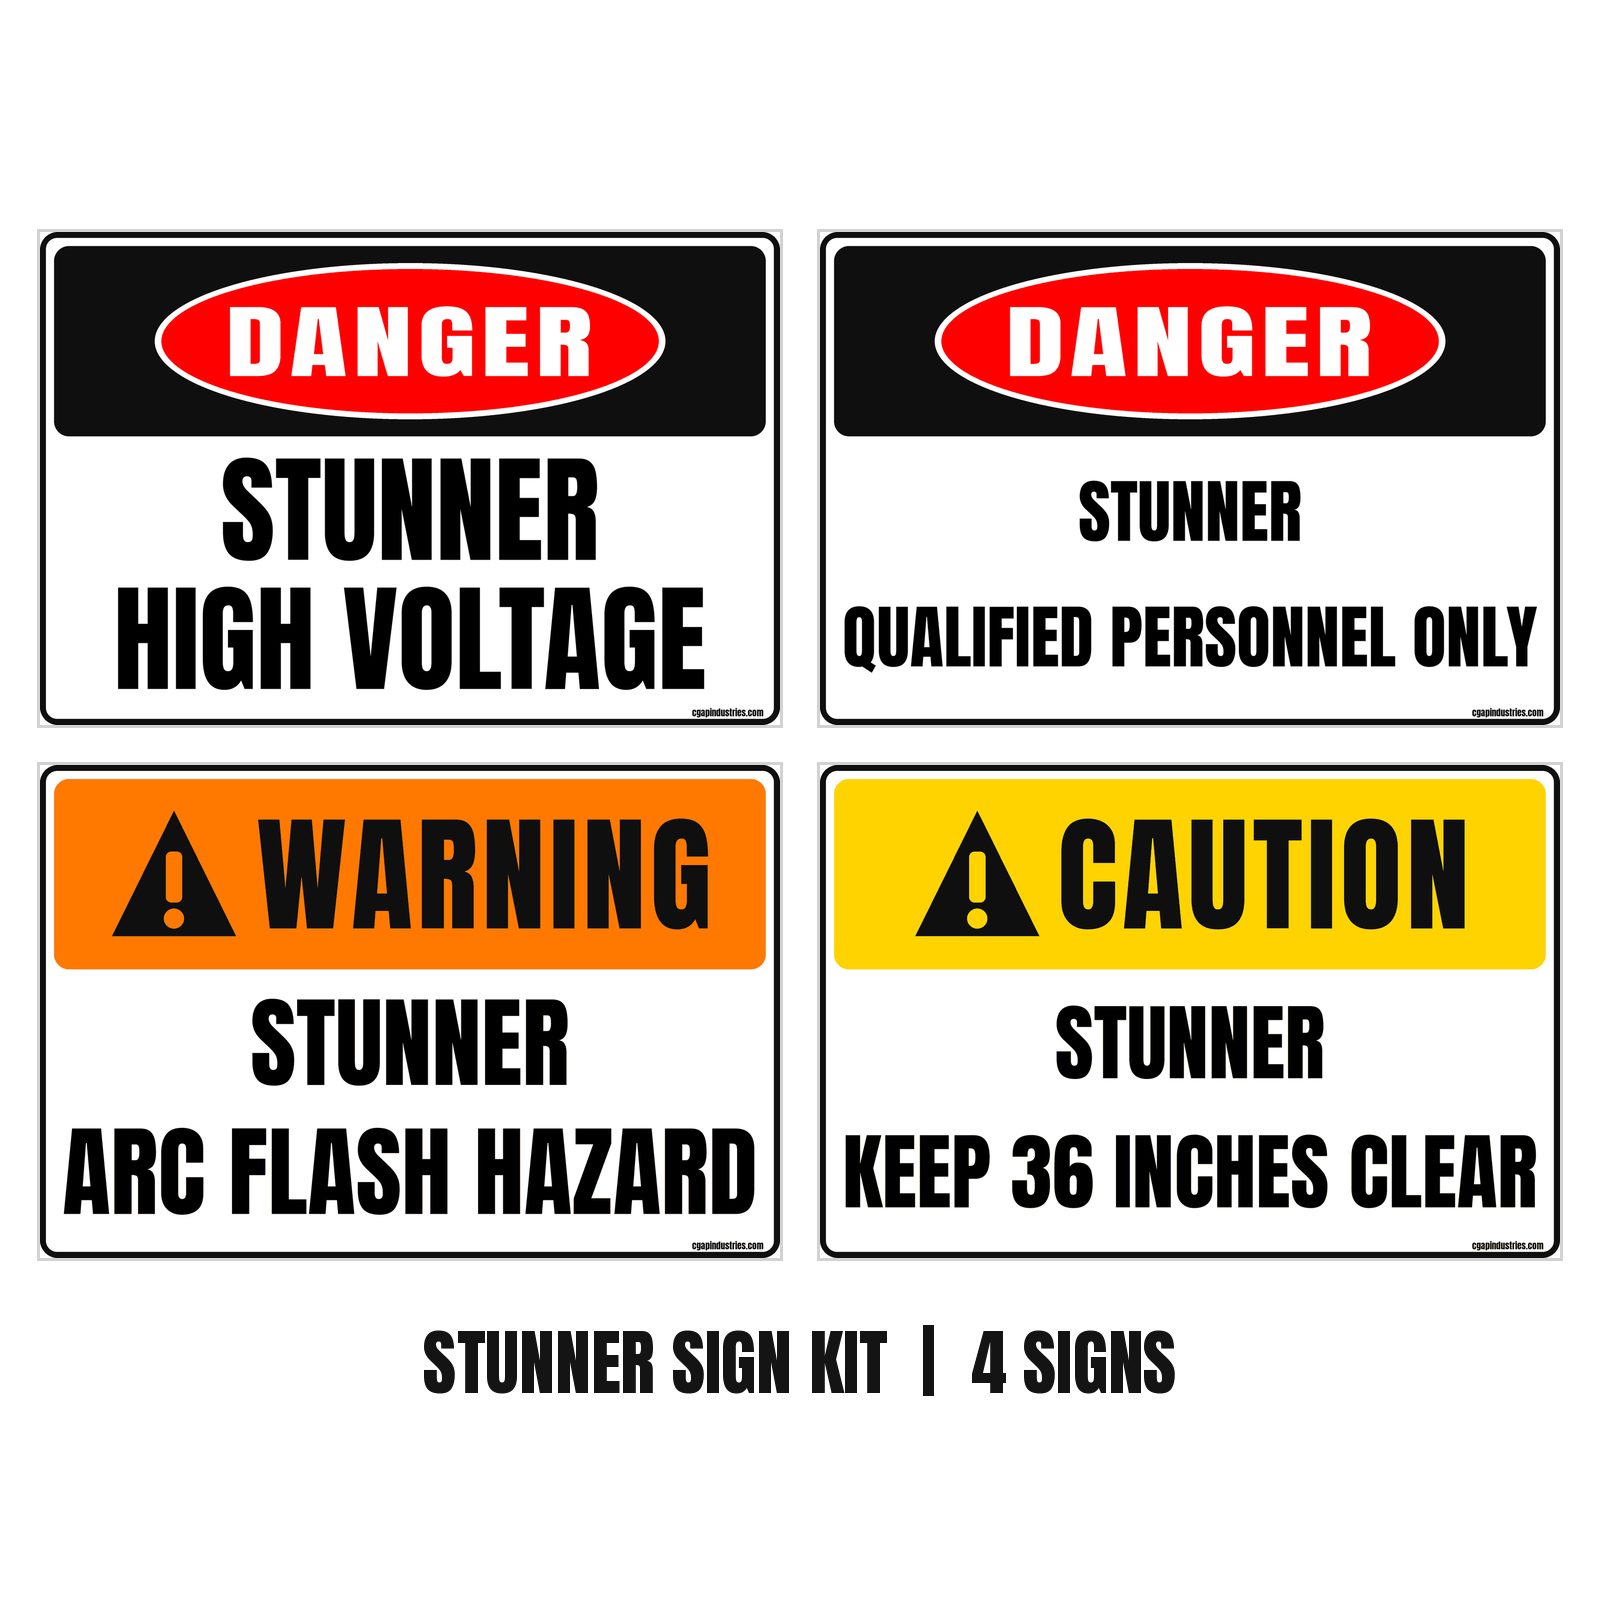 DANGER
STUNNER
HIGH VOLTAGE
cgapindustries.com
DANGER
STUNNER
QUALIFIED PERSONNEL ONLY
cgapindustries.com
WARNING
STUNNER
ARC FLASH HAZARD
cgapindustries.com
CAUTION
STUNNER
KEEP 36 INCHES CLEAR
cgapindustries.com
STUNNER SIGN KIT | 4 SIGNS